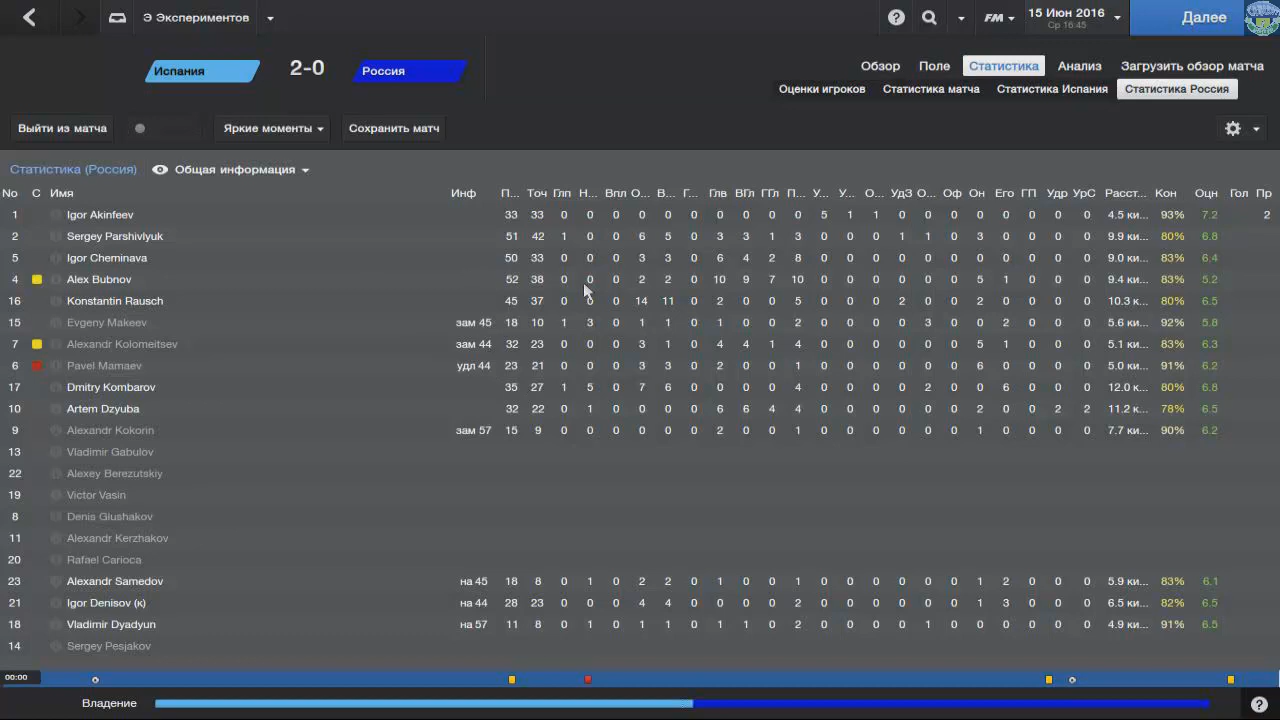 Э Экспериментов
FM
15 Июн 2016
Ср 16:45
Далее
Испания 2-0 Россия
Обзор Поле Статистика Анализ Загрузить обзор матча
Оценки игроков Статистика матча Статистика Испания Статистика Россия
Выйти из матча Яркие моменты Сохранить матч
Статистика (Россия) Общая информация
No С Имя Инф П... Точ Глп Н... Впл О... В... Г... Глв ВГл ГГл П... У... У... О... УдЗ О... Оф Он Его ГП Удр УрС Расст... Кон Оцн Гол Пр
1 Igor Akinfeev 33 33 0 0 0 0 0 0 0 0 0 0 5 1 1 0 0 0 0 0 0 0 0 4.5 ки... 93% 7.2 2
2 Sergey Parshivlyuk 51 42 1 0 0 6 5 0 3 3 1 3 0 0 0 1 1 0 3 0 0 0 0 9.9 ки... 80% 6.8
5 Igor Cheminava 50 33 0 0 0 3 3 0 6 4 2 8 0 0 0 0 0 0 0 0 0 0 0 9.0 ки... 83% 6.4
4 Alex Bubnov 52 38 0 0 0 2 2 0 10 9 7 10 0 0 0 0 0 0 5 1 0 0 0 9.4 ки... 83% 5.2
16 Konstantin Rausch 45 37 0 0 0 14 11 0 2 0 0 5 0 0 0 2 0 0 2 0 0 0 0 10.3 ки... 80% 6.5
15 Evgeny Makeev зам 45 18 10 1 3 0 1 1 0 1 0 0 2 0 0 0 0 3 0 0 2 0 0 0 5.6 ки... 92% 5.8
7 Alexandr Kolomeitsev зам 44 32 23 0 0 0 3 1 0 4 4 1 4 0 0 0 0 0 0 5 1 0 0 0 5.1 ки... 83% 6.3
6 Pavel Mamaev удл 44 23 21 0 0 0 3 3 0 2 0 0 1 0 0 0 0 0 0 6 0 0 0 0 5.0 ки... 91% 6.2
17 Dmitry Kombarov 35 27 1 5 0 7 6 0 0 0 0 4 0 0 0 0 2 0 0 6 0 0 0 12.0 ки... 80% 6.8
10 Artem Dzyuba 32 22 0 1 0 0 0 0 6 6 4 4 0 0 0 0 0 0 2 0 0 2 2 11.2 ки... 78% 6.5
9 Alexandr Kokorin зам 57 15 9 0 0 0 0 0 0 2 0 0 1 0 0 0 0 0 0 1 0 0 0 0 7.7 ки... 90% 6.2
13 Vladimir Gabulov
22 Alexey Berezutskiy
19 Victor Vasin
8 Denis Glushakov
11 Alexandr Kerzhakov
20 Rafael Carioca
23 Alexandr Samedov на 45 18 8 0 1 0 2 2 0 1 0 0 1 0 0 0 0 0 0 1 2 0 0 0 5.9 ки... 83% 6.1
21 Igor Denisov (к) на 44 28 23 0 0 0 4 4 0 0 0 0 2 0 0 0 0 0 0 1 3 0 0 0 6.5 ки... 82% 6.5
18 Vladimir Dyadyun на 57 11 8 0 1 0 1 1 0 1 1 0 2 0 0 0 0 1 0 0 0 0 0 0 4.9 ки... 91% 6.5
14 Sergey Pesjakov
00:00
Владение